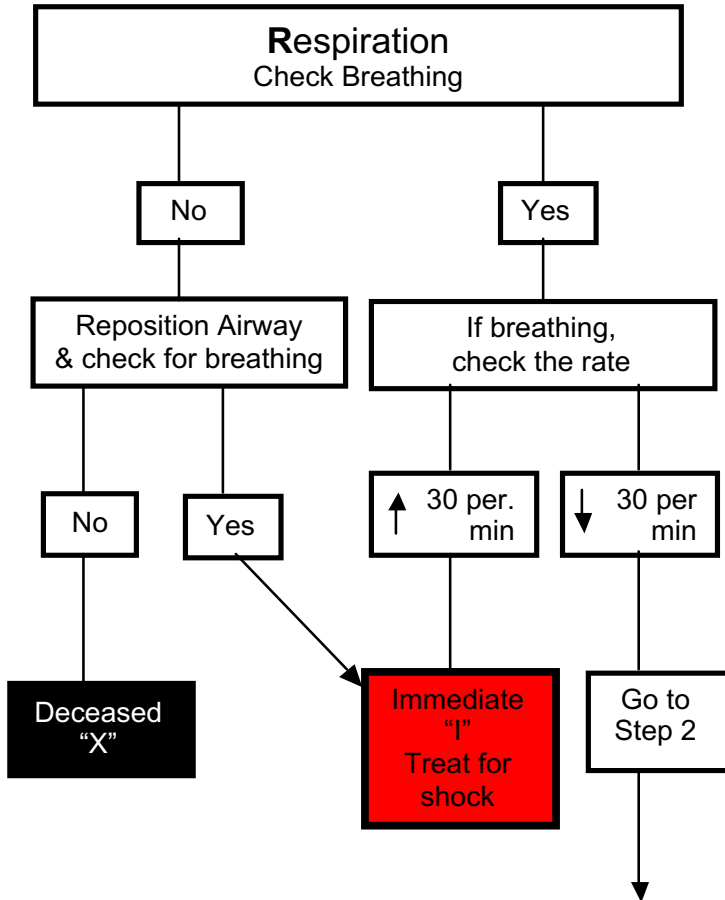 Respiration
Check Breathing
No
Yes
Reposition Airway
& check for breathing
If breathing,
check the rate
No
Yes
↑ 30 per.
min
↓ 30 per
min
Deceased
“X”
Immediate
“I”
Treat for
shock
Go to
Step 2